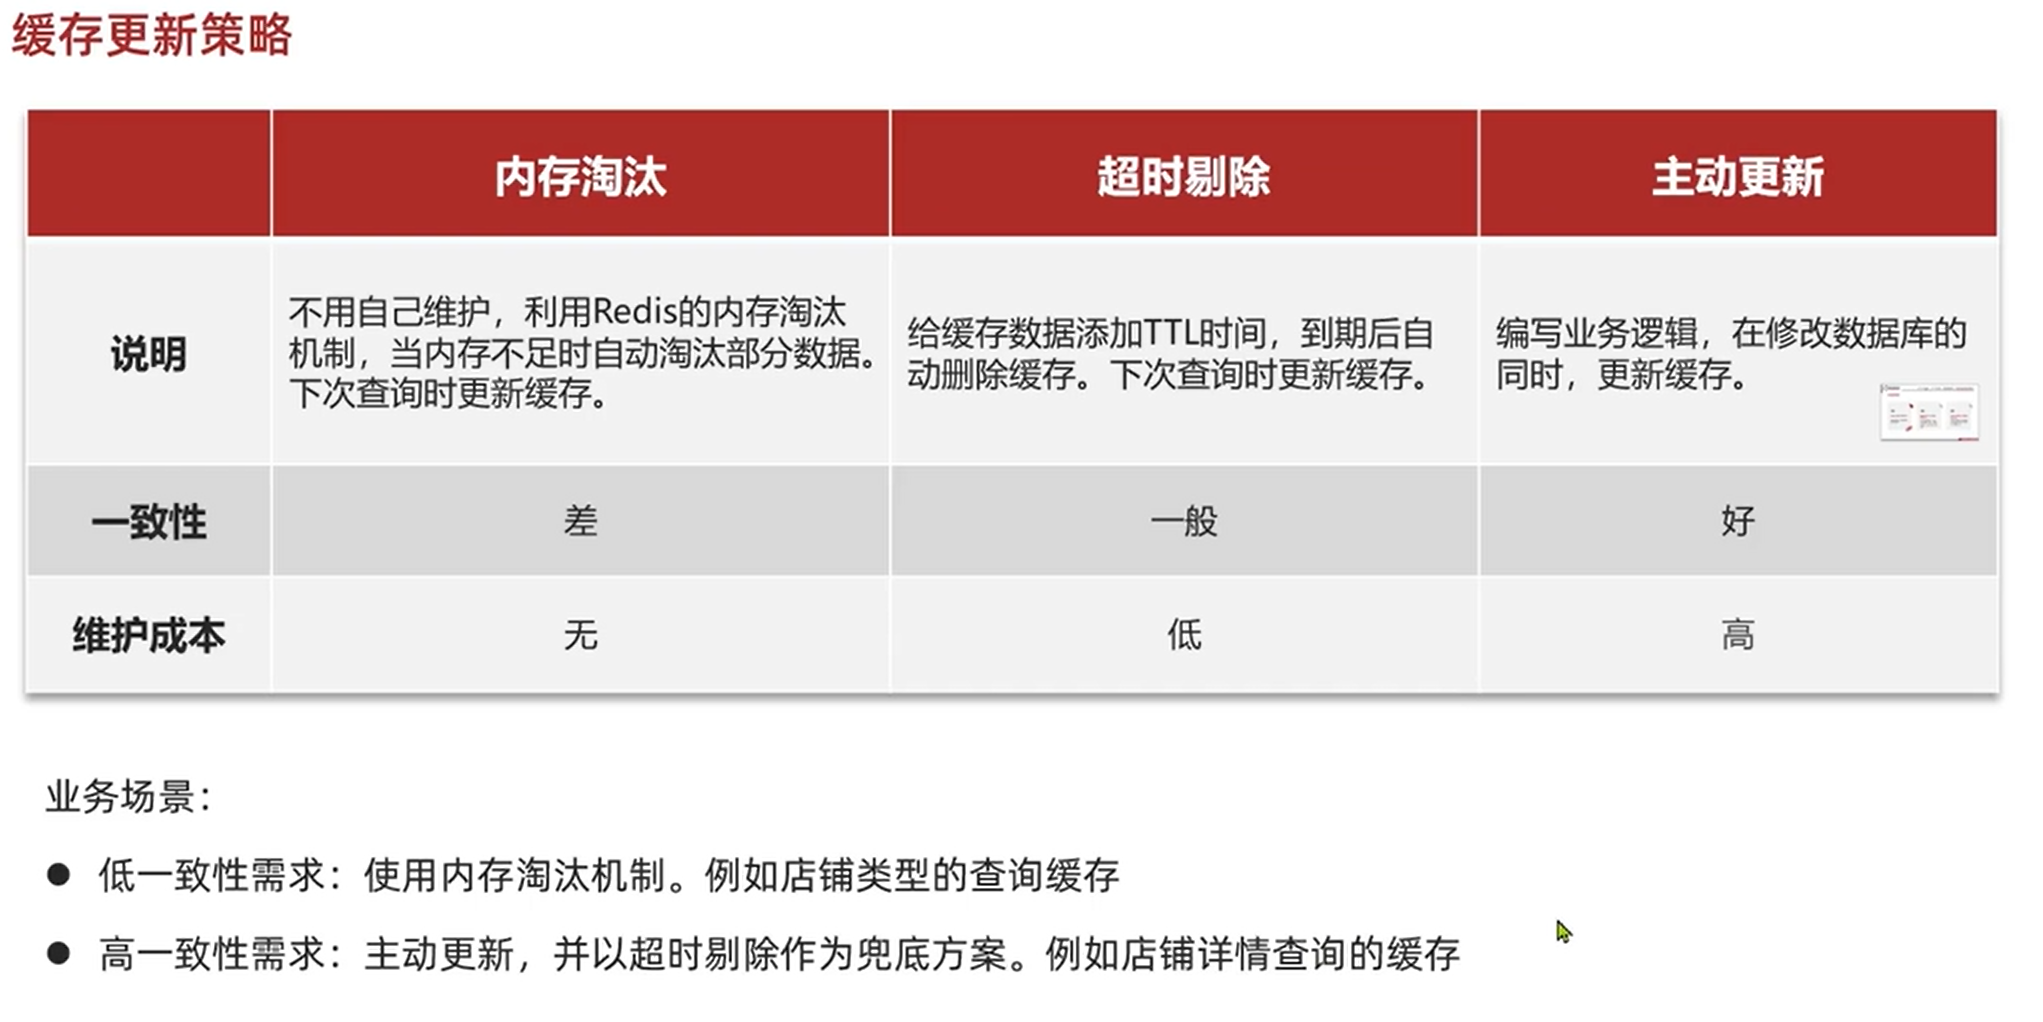 缓存更新策略
内存淘汰
超时剔除
主动更新
说明
不用自己维护，利用Redis的内存淘汰
机制，当内存不足时自动淘汰部分数据。
下次查询时更新缓存。
给缓存数据添加TTL时间，到期后自
动删除缓存。下次查询时更新缓存。
编写业务逻辑，在修改数据库的
同时，更新缓存。
一致性
差
一般
好
维护成本
无
低
高
业务场景：
● 低一致性需求：使用内存淘汰机制。例如店铺类型的查询缓存
● 高一致性需求：主动更新，并以超时剔除作为兜底方案。例如店铺详情查询的缓存